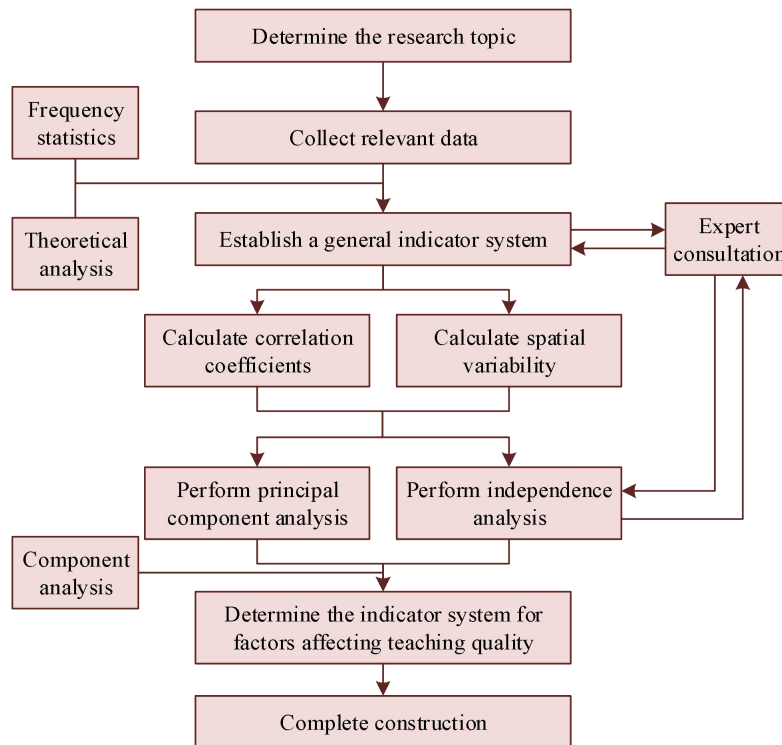 Determine the research topic
Frequency
statistics
Collect relevant data
Theoretical
analysis
Establish a general indicator system
Expert
consultation
Calculate correlation
coefficients
Calculate spatial
variability
Perform principal
component analysis
Perform independence
analysis
Component
analysis
Determine the indicator system for
factors affecting teaching quality
Complete construction